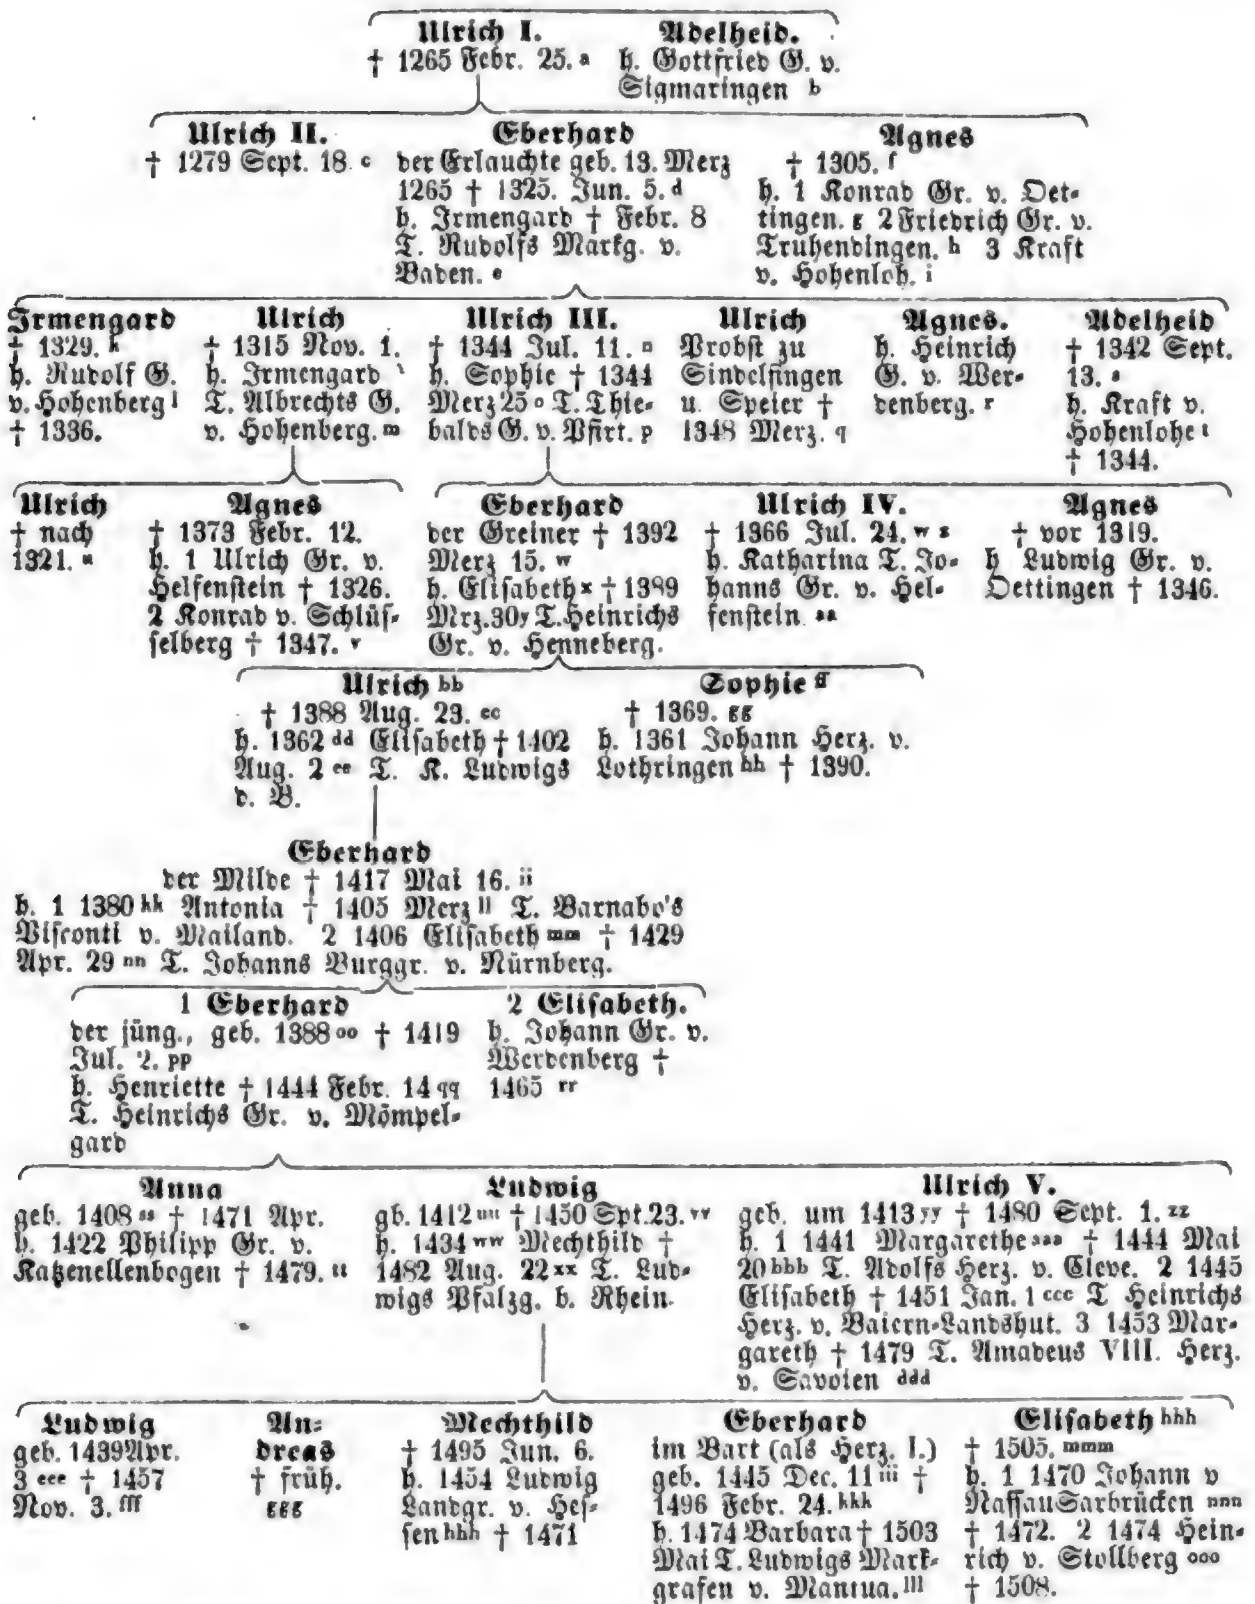 Ulrich I.
† 1265 Febr. 25. a
Adelheid.
h. Gottfried G. v.
Sigmaringen b
Ulrich II.
† 1279 Sept. 18. c
Eberhard
der Erlauchte geb. 13. Merz
1265 † 1325. Jun. 5. d
h. Irmengard † Febr. 8
T. Rudolfs Markg. v.
Baden. e
Agnes
† 1305. f
h. 1 Konrad Gr. v. Oet-
tingen. g 2 Friedrich Gr. v.
Truhendingen. h 3 Kraft
v. Hohenloh. i
Irmengard
† 1329. k
h. Rudolf G.
v. Hohenberg l
† 1336.
Ulrich
† 1315 Nov. 1.
h. Irmengard
T. Albrechts G.
v. Hohenberg. m
Ulrich III.
† 1344 Jul. 11. n
h. Sophie † 1344
Merz 25 o T. Thie-
balds G. v. Pfirt. p
Ulrich
Probst zu
Sindelfingen
u. Speier †
1348 Merz. q
Agnes.
h. Heinrich
G. v. Wer-
denberg. r
Adelheid
† 1342 Sept.
13. s
h. Kraft v.
Hohenlohe t
† 1344.
Ulrich
† nach
1321. u
Agnes
† 1373 Febr. 12.
h. 1 Ulrich Gr. v.
Helfenstein † 1326.
2 Konrad v. Schlüs-
selberg † 1347. v
Eberhard
der Greiner † 1392
Merz 15. w
h. Elisabeth x † 1389
Mrz. 30 y T. Heinrichs
Gr. v. Henneberg.
Ulrich IV.
† 1366 Jul. 24. w z
h. Katharina T. Jo-
hanns Gr. v. Hel-
fenstein. aa
Agnes
† vor 1319.
h Ludwig Gr. v.
Oettingen † 1346.
Ulrich bb
† 1388 Aug. 23. cc
h. 1362 dd Elisabeth † 1402
Aug. 2 ee T. K. Ludwigs
d. B.
Sophie ff
† 1369. gg
h. 1361 Johann Herz. v.
Lothringen hh † 1390.
Eberhard
der Milde † 1417 Mai 16. ii
h. 1 1380 kk Antonia † 1405 Merz ll T. Barnabo's
Visconti v. Mailand. 2 1406 Elisabeth mm † 1429
Apr. 29 nn T. Johanns Burggr. v. Nürnberg.
1 Eberhard
der jüng., geb. 1388 oo † 1419
Jul. 2. pp
h. Henriette † 1444 Febr. 14 qq
T. Heinrichs Gr. v. Mömpel-
gard
2 Elisabeth.
h. Johann Gr. v.
Werdenberg †
1465 rr
Anna
geb. 1408 ss † 1471 Apr.
h. 1422 Philipp Gr. v.
Katzenellenbogen † 1479. tt
Ludwig
gb. 1412 uu † 1450 Spt. 23. vv
h. 1434 ww Mechthild †
1482 Aug. 22 xx T. Lud-
wigs Pfalzg. b. Rhein.
Ulrich V.
geb. um 1413 yy † 1480 Sept. 1. zz
h. 1 1441 Margarethe aaa † 1444 Mai
20 bbb T. Adolfs Herz. v. Cleve. 2 1445
Elisabeth † 1451 Jan. 1 ccc T Heinrichs
Herz. v. Baiern-Landshut. 3 1453 Mar-
gareth † 1479 T. Amadeus VIII. Herz.
v. Savoien ddd
Ludwig
geb. 1439 Apr.
3 eee † 1457
Nov. 3. fff
An-
dreas
† früh.
ggg
Mechthild
† 1495 Jun. 6.
h. 1454 Ludwig
Landgr. v. Hes-
sen hhh † 1471
Eberhard
im Bart (als Herz. I.)
geb. 1445 Dec. 11 iii †
1496 Febr. 24. kkk
h. 1474 Barbara † 1503
Mai T. Ludwigs Mark-
grafen v. Mantua. lll
Elisabeth hhh
† 1505. mmm
h. 1 1470 Johann v
Nassau Sarbrücken nnn
† 1472. 2 1474 Hein-
rich v. Stollberg ooo
† 1508.